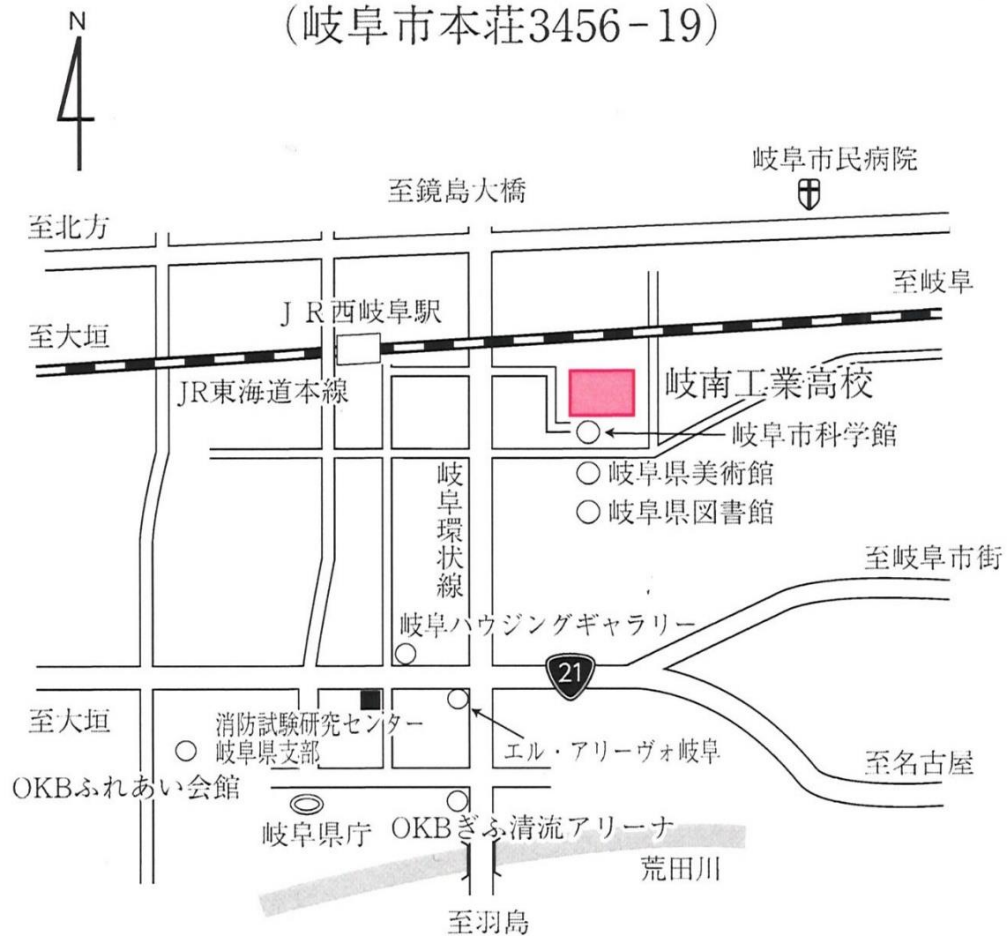 (岐阜市本荘3456-19)
N
岐阜市民病院
至鏡島大橋
至北方
至岐阜
JR西岐阜駅
至大垣
岐南工業高校
JR東海道本線
岐阜市科学館
岐阜県美術館
岐阜環状線
岐阜県図書館
至岐阜市街
岐阜ハウジングギャラリー
21
至大垣
消防試験研究センター
岐阜県支部
エル・アリーヴォ岐阜
至名古屋
OKBふれあい会館
岐阜県庁
OKBぎふ清流アリーナ
荒田川
至羽島